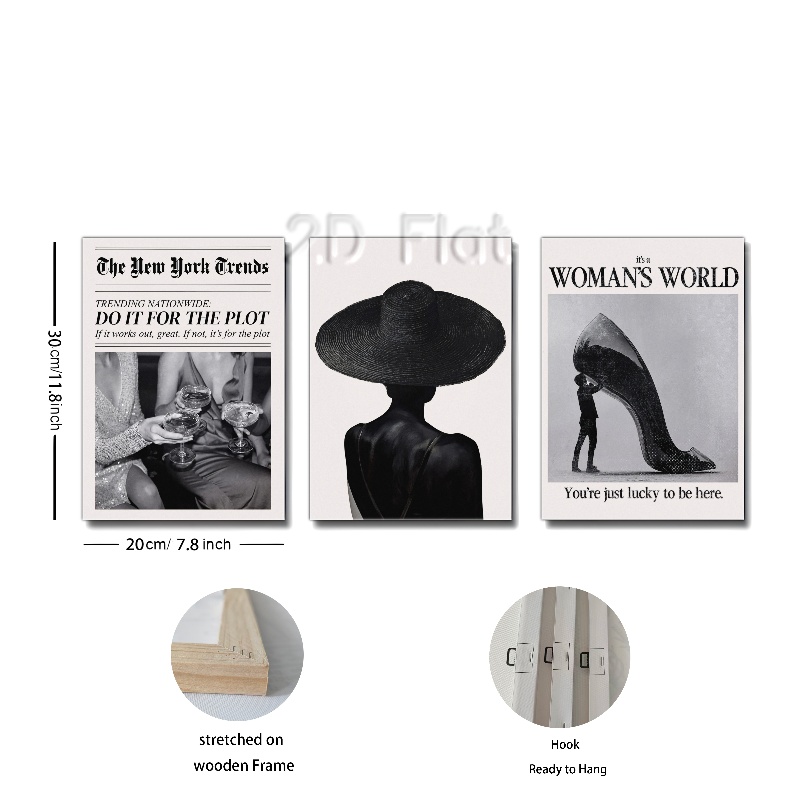 2D Flat
The New York Trends
TRENDING NATIONWIDE:
DO IT FOR THE PLOT
If it works out, great. If not, it's for the plot
it's a
WOMAN'S WORLD
You're just lucky to be here.
30cm/11.8inch
20cm/ 7.8 inch
stretched on
wooden Frame
Hook
Ready to Hang